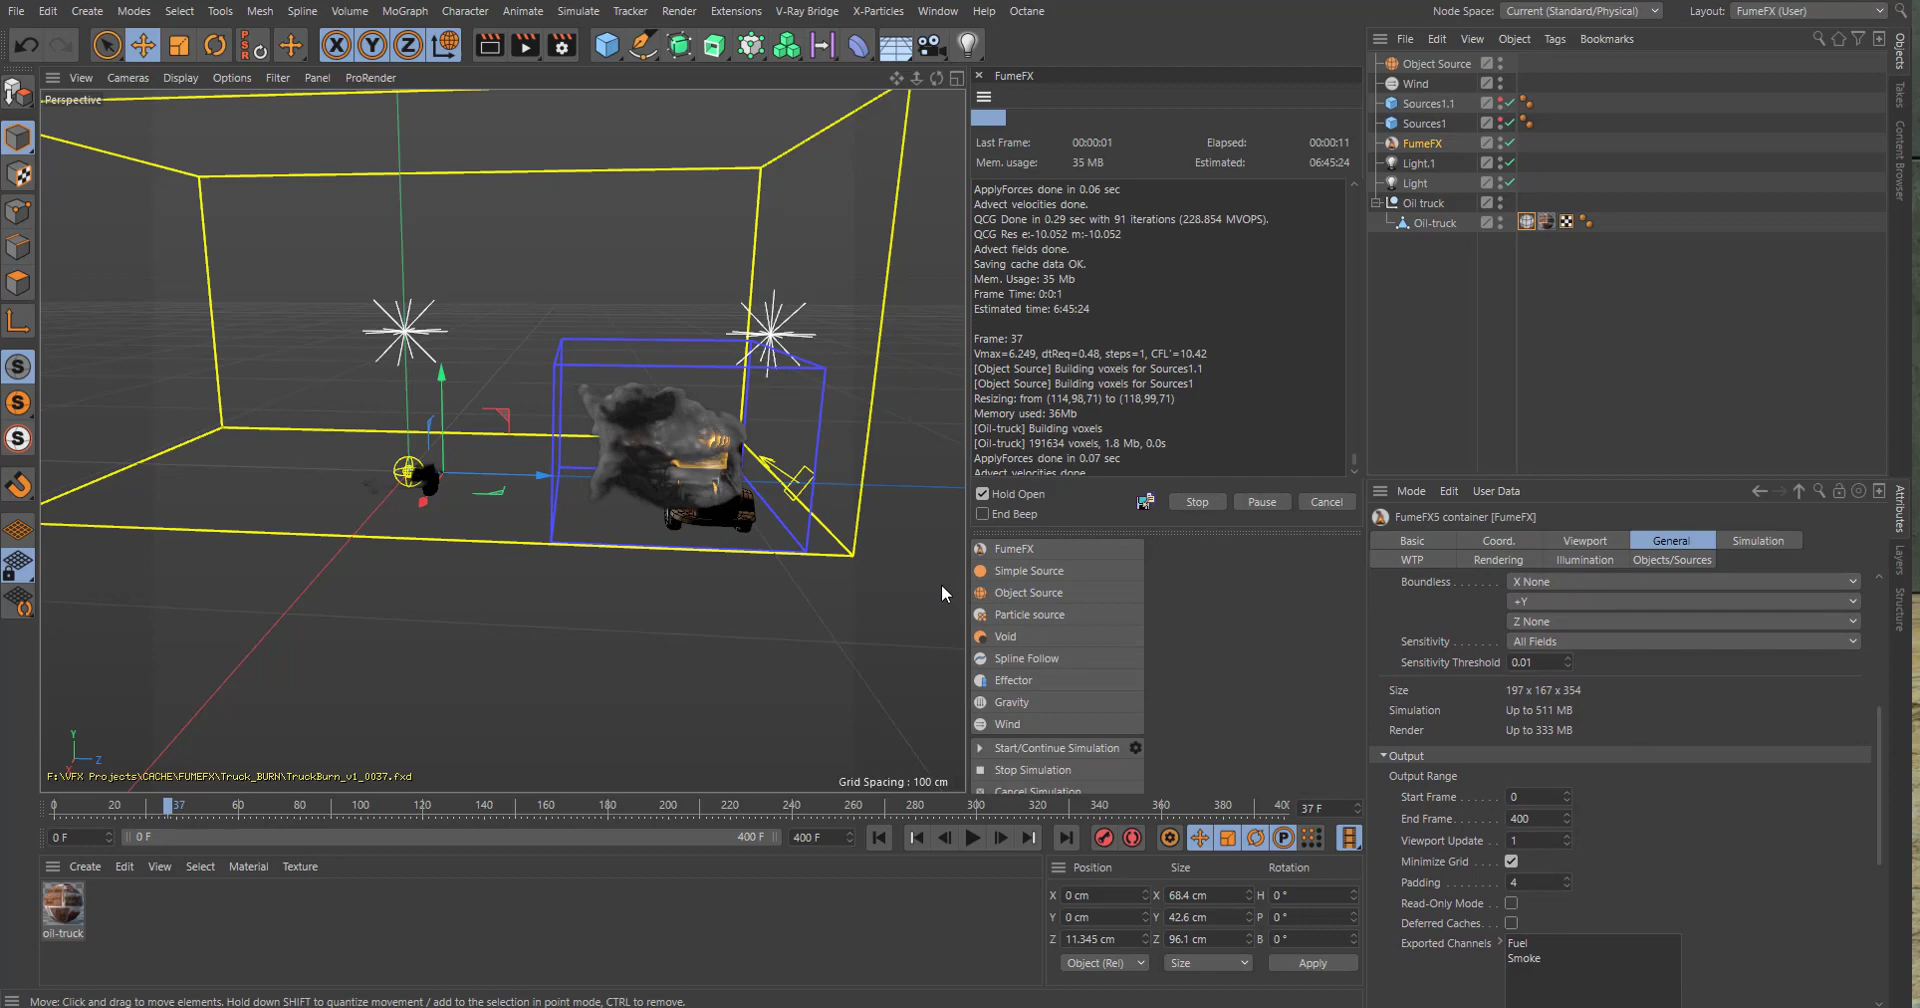 File Edit Create Modes Select Tools Mesh Spline Volume MoGraph Character Animate Simulate Tracker Render Extensions V-Ray Bridge X-Particles Window Help Octane
Node Space: Current (Standard/Physical) Layout: FumeFX (User)
PSR X Y Z
View Cameras Display Options Filter Panel ProRender
Perspective
F:\VFX Projects\CACHE\FUMEFX\Truck_BURN\TruckBurn_v1_0037.fxd
Grid Spacing : 100 cm
FumeFX
Last Frame: 00:00:01 Elapsed: 00:00:11
Mem. usage: 35 MB Estimated: 06:45:24
ApplyForces done in 0.06 sec
Advect velocities done.
QCG Done in 0.29 sec with 91 iterations (228.854 MVOPS).
QCG Res e:-10.052 m:-10.052
Advect fields done.
Saving cache data OK.
Mem. Usage: 35 Mb
Frame Time: 0:0:1
Estimated time: 6:45:24
Frame: 37
Vmax=6.249, dtReq=0.48, steps=1, CFL`=10.42
[Object Source] Building voxels for Sources1.1
[Object Source] Building voxels for Sources1
Resizing: from (114,98,71) to (118,99,71)
Memory used: 36Mb
[Oil-truck] Building voxels
[Oil-truck] 191634 voxels, 1.8 Mb, 0.0s
ApplyForces done in 0.07 sec
Advect velocities done
Hold Open
End Beep
Stop Pause Cancel
FumeFX
Simple Source
Object Source
Particle source
Void
Spline Follow
Effector
Gravity
Wind
Start/Continue Simulation
Stop Simulation
Cancel Simulation
File Edit View Object Tags Bookmarks
Object Source
Wind
Sources1.1
Sources1
FumeFX
Light.1
Light
Oil truck
Oil-truck
Objects
Takes
Content Browser
Mode Edit User Data
FumeFX5 container [FumeFX]
Basic Coord. Viewport General Simulation
WTP Rendering Illumination Objects/Sources
Boundless X None
+Y
Z None
Sensitivity All Fields
Sensitivity Threshold 0.01
Size 197 x 167 x 354
Simulation Up to 511 MB
Render Up to 333 MB
Output
Output Range
Start Frame 0
End Frame 400
Viewport Update 1
Minimize Grid
Padding 4
Read-Only Mode
Deferred Caches
Exported Channels Fuel
Smoke
Attributes
Layers
Structure
0 20 37 60 80 100 120 140 160 180 200 220 240 260 280 300 320 340 360 380 40 37 F
0 F 0 F 400 F 400 F
Create Edit View Select Material Texture
oil-truck
Position Size Rotation
X 0 cm X 68.4 cm H 0 °
Y 0 cm Y 42.6 cm P 0 °
Z 11.345 cm Z 96.1 cm B 0 °
Object (Rel) Size Apply
Move: Click and drag to move elements. Hold down SHIFT to quantize movement / add to the selection in point mode, CTRL to remove.